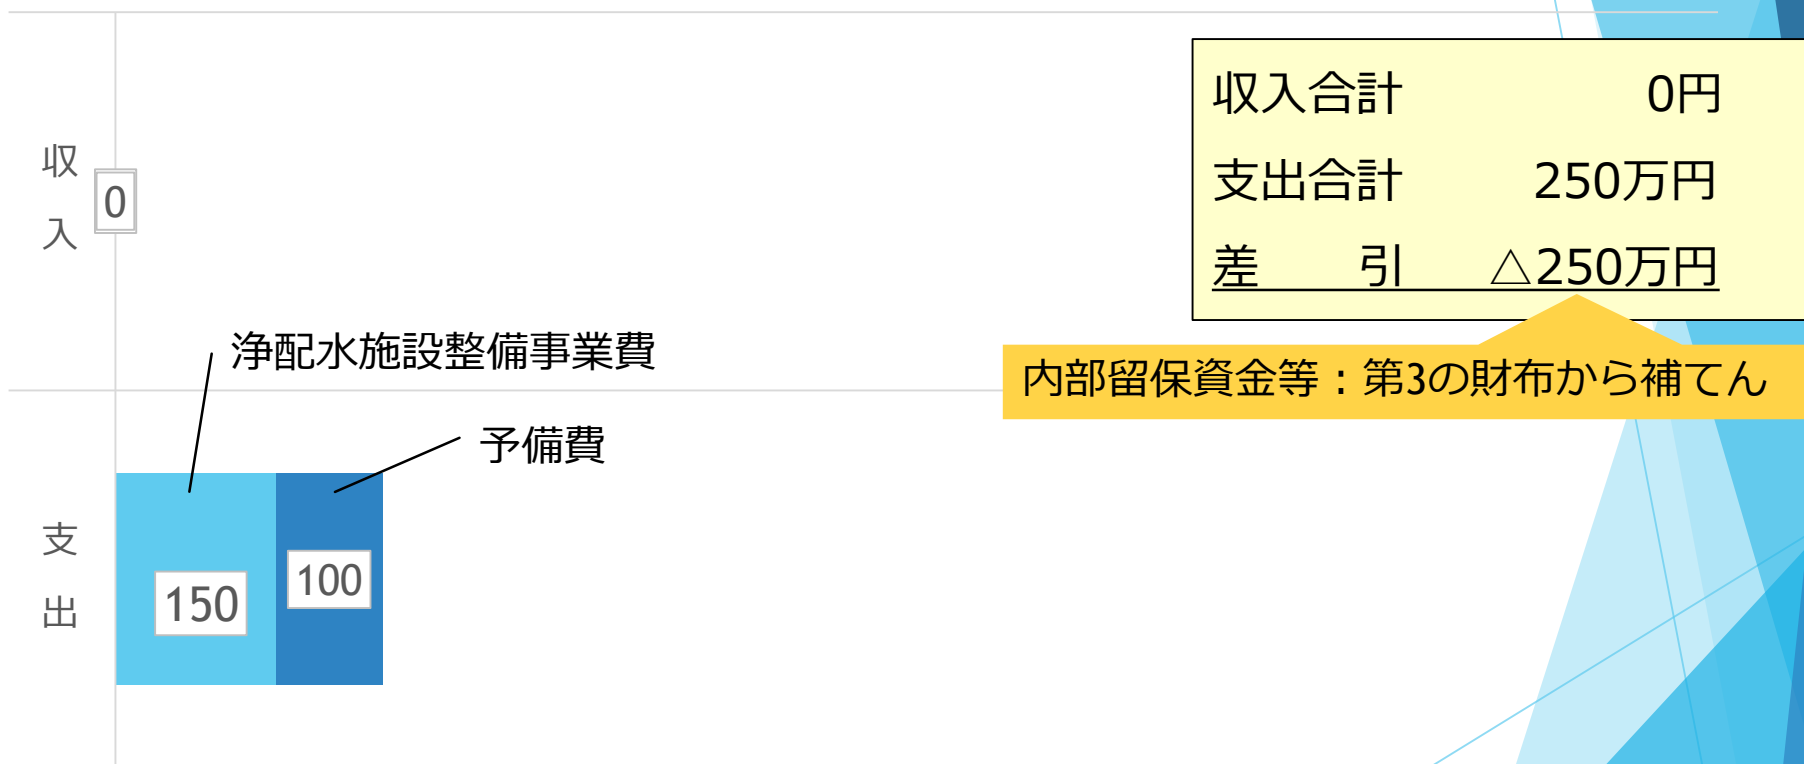 収入合計 0円
支出合計 250万円
差 引 △250万円
内部留保資金等：第3の財布から補てん
収入
0
浄配水施設整備事業費
予備費
支出
150
100